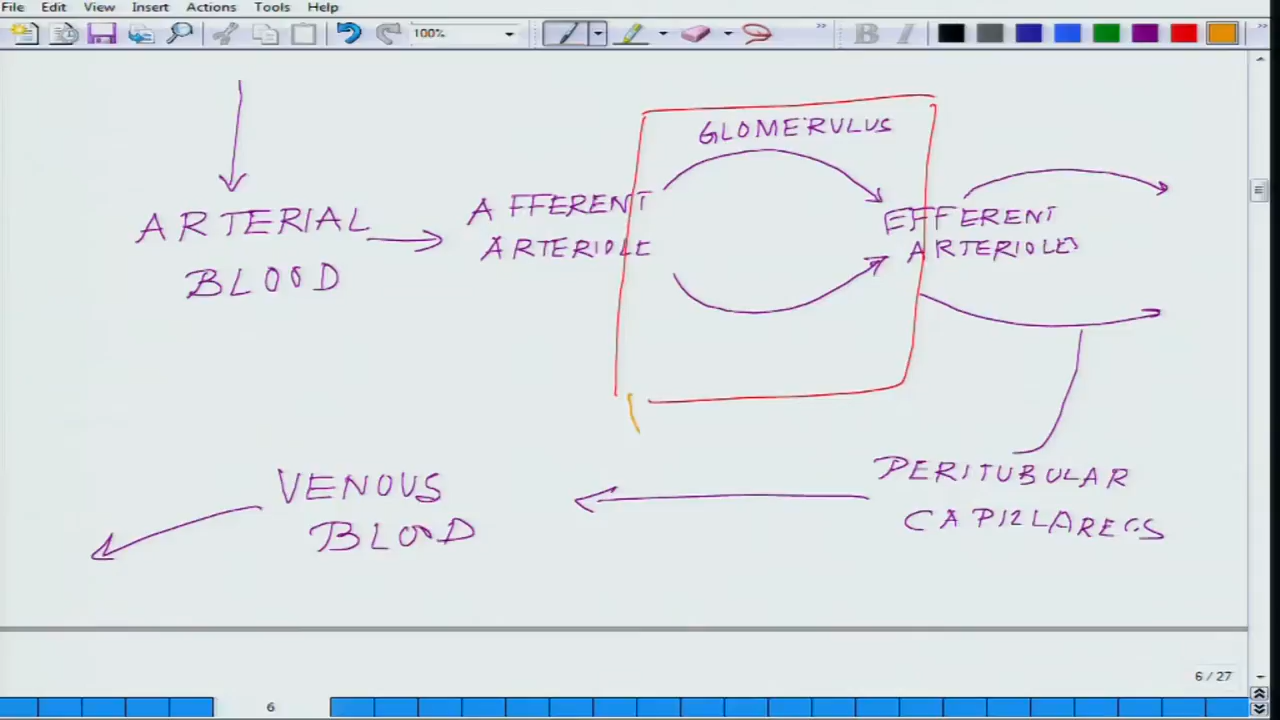 File Edit View Insert Actions Tools Help
100%
B I
GLOMERULUS
AFFERENT
ARTERIOLE
EFFERENT
ARTERIOLES
ARTERIAL
BLOOD
PERITUBULAR
VENOUS
BLOOD
6 / 27
6